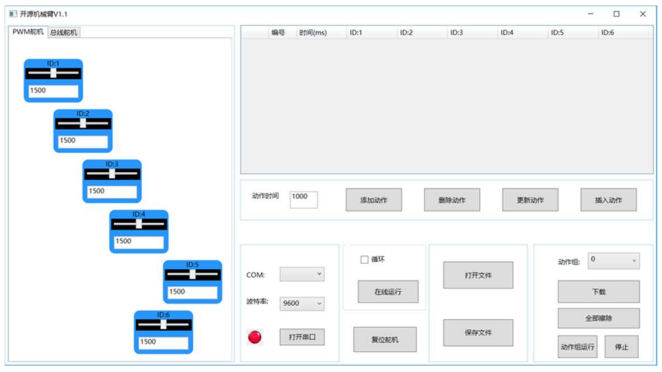 开源机械臂V1.1
PWM舵机 总线舵机
编号 时间(ms) ID:1 ID:2 ID:3 ID:4 ID:5 ID:6
ID:1
1500
ID:2
1500
ID:3
1500
ID:4
1500
ID:5
1500
ID:6
1500
动作时间 1000 添加动作 删除动作 更新动作 插入动作
COM:
波特率: 9600
打开串口
循环
在线运行
复位舵机
打开文件
保存文件
动作组: 0
下载
全部擦除
动作组运行 停止